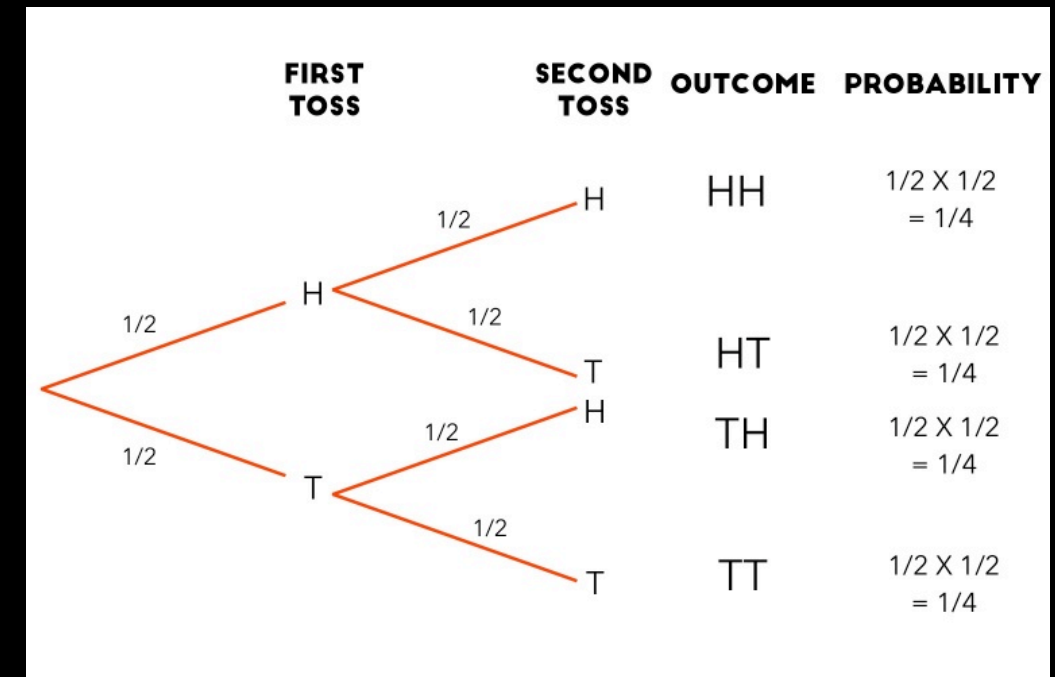 FIRST
TOSS
SECOND
TOSS
OUTCOME
PROBABILITY
1/2
H
1/2
H
HH
1/2 X 1/2
= 1/4
1/2
T
HT
1/2 X 1/2
= 1/4
1/2
T
1/2
H
TH
1/2 X 1/2
= 1/4
1/2
T
TT
1/2 X 1/2
= 1/4